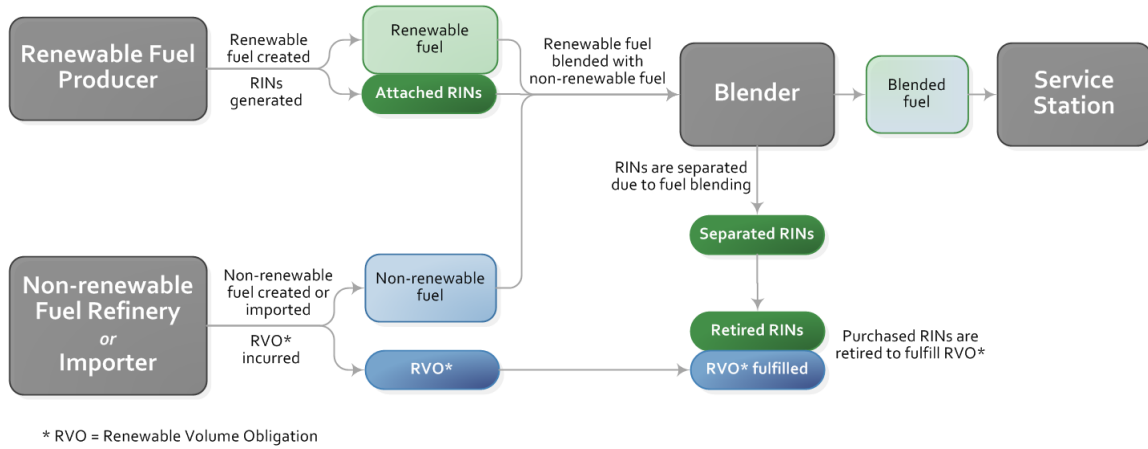 Renewable Fuel
Producer
Renewable
fuel created
RINs
generated
Renewable
fuel
Attached RINs
Renewable fuel
blended with
non-renewable fuel
Blender
Blended
fuel
Service
Station
RINs are separated
due to fuel blending
Separated RINs
Non-renewable
Fuel Refinery
or
Importer
Non-renewable
fuel created or
imported
RVO*
incurred
Non-renewable
fuel
RVO*
Retired RINs
RVO* fulfilled
Purchased RINs are
retired to fulfill RVO*
* RVO = Renewable Volume Obligation